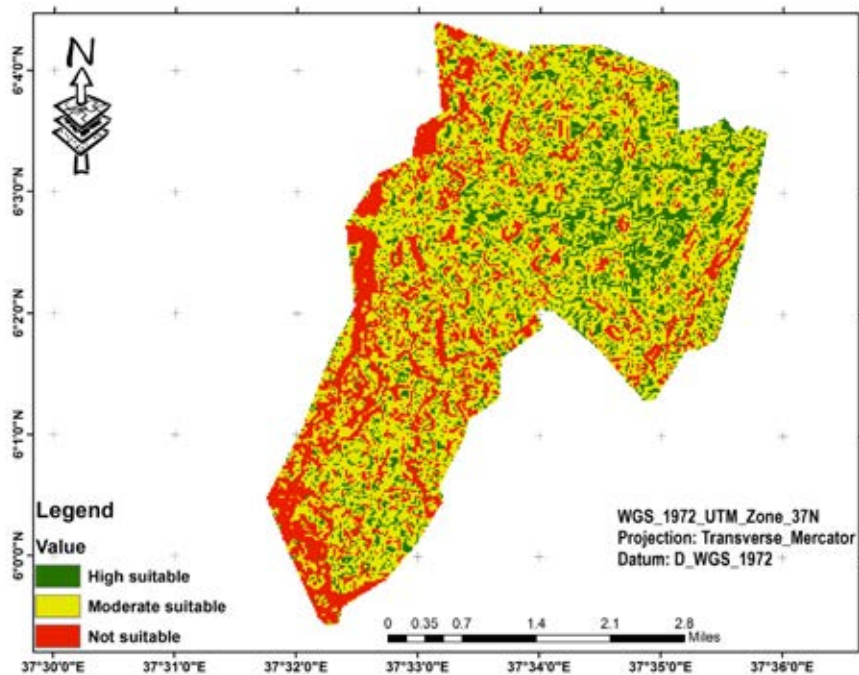 N
6°4'0"N
6°3'0"N
6°2'0"N
6°1'0"N
6°0'0"N
Legend
Value
High suitable
Moderate suitable
Not suitable
WGS_1972_UTM_Zone_37N
Projection: Transverse_Mercator
Datum: D_WGS_1972
0 0.35 0.7 1.4 2.1 2.8
Miles
37°30'0"E 37°31'0"E 37°32'0"E 37°33'0"E 37°34'0"E 37°35'0"E 37°36'0"E